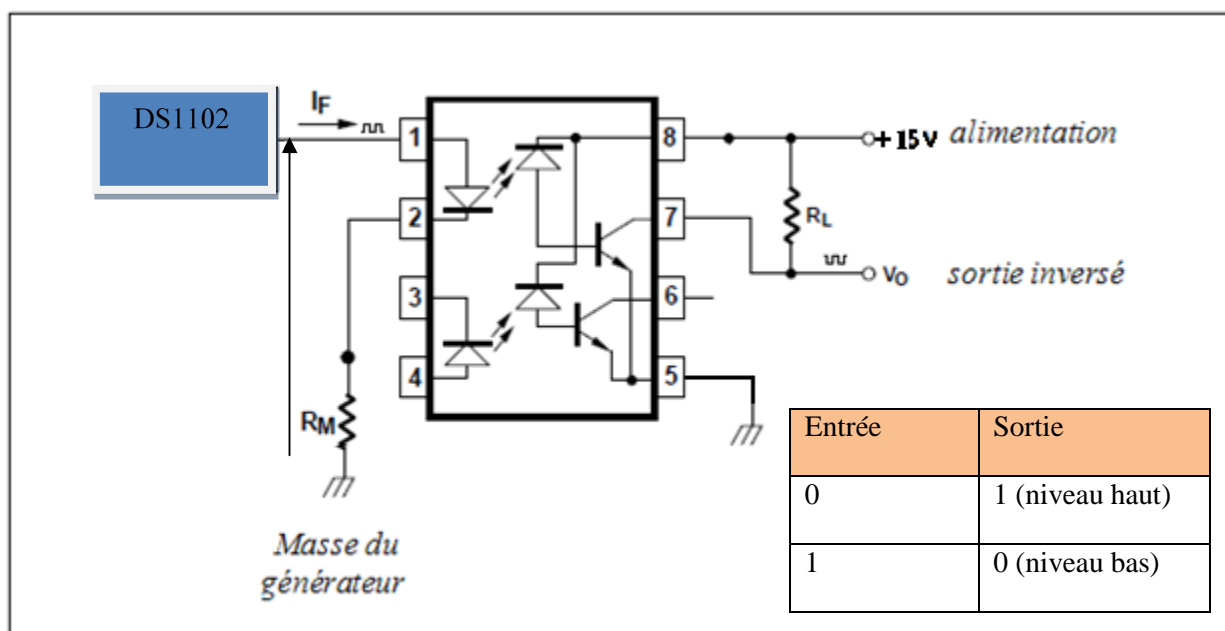 DS1102
IF
1
2
3
4
8
7
6
5
+ 15V alimentation
RL
VO sortie inversé
RM
Masse du
générateur
Entrée Sortie
0 1 (niveau haut)
1 0 (niveau bas)